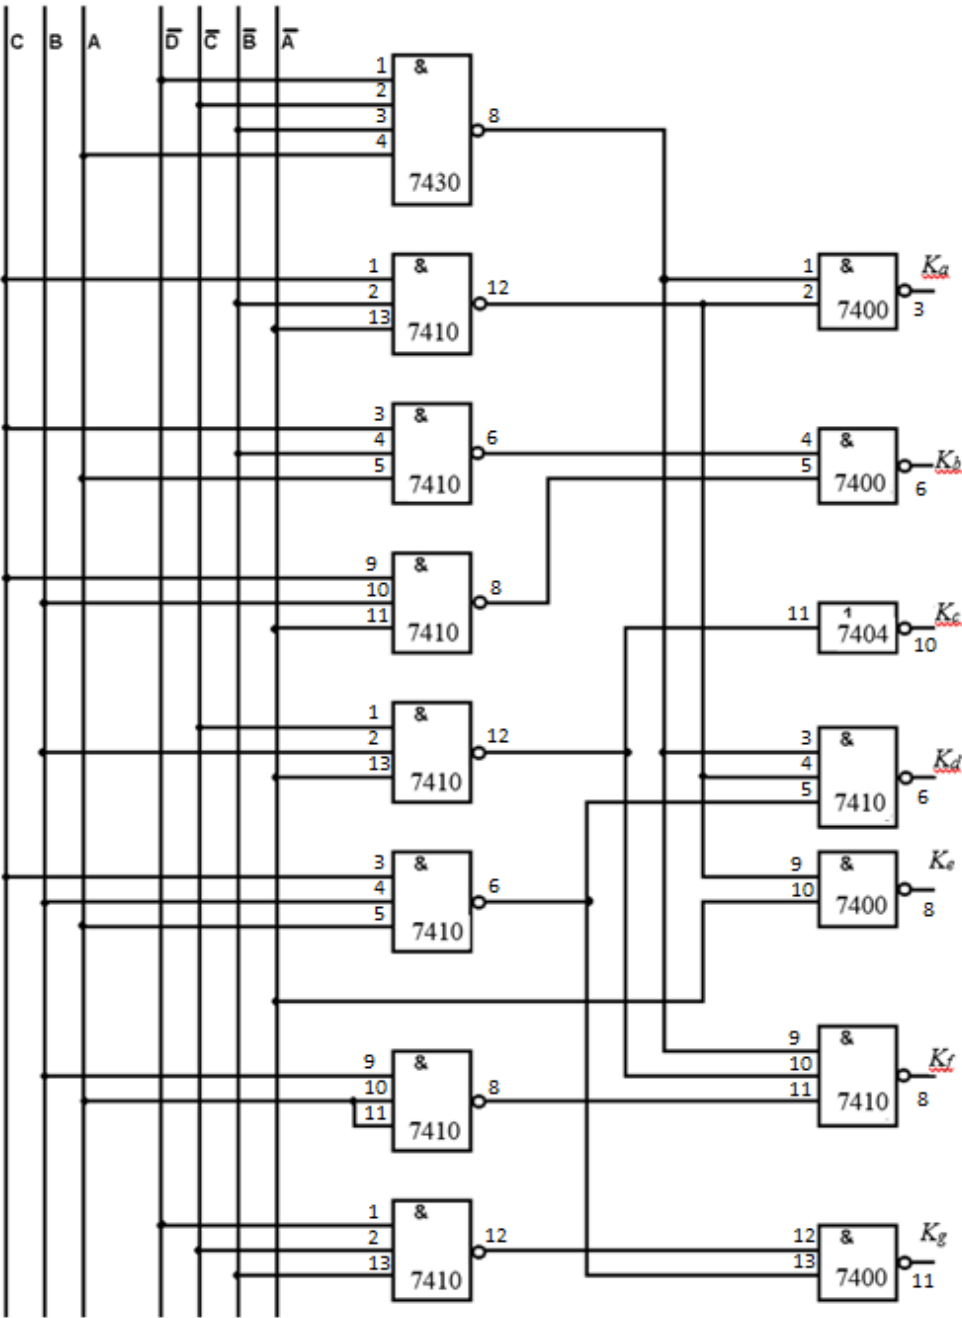 C B A D̅ C̅ B̅ A̅
1 & 
2
3 8
4
7430
1 & 1 & Ka
2 12 2
13 7410 7400 3
3 & 4 & Kb
4 6 5
5 7410 7400 6
9 &
10 8
11 7410
11 1 Kc
7404 10
1 &
2 12
13 7410
3 & Kd
4
5 7410 6
3 &
4 6
5 7410
9 & Ke
10 7400 8
9 &
10 8
11 7410
9 & Kf
10
11 7410 8
1 &
2 12
13 7410
12 & Kg
13 7400 11